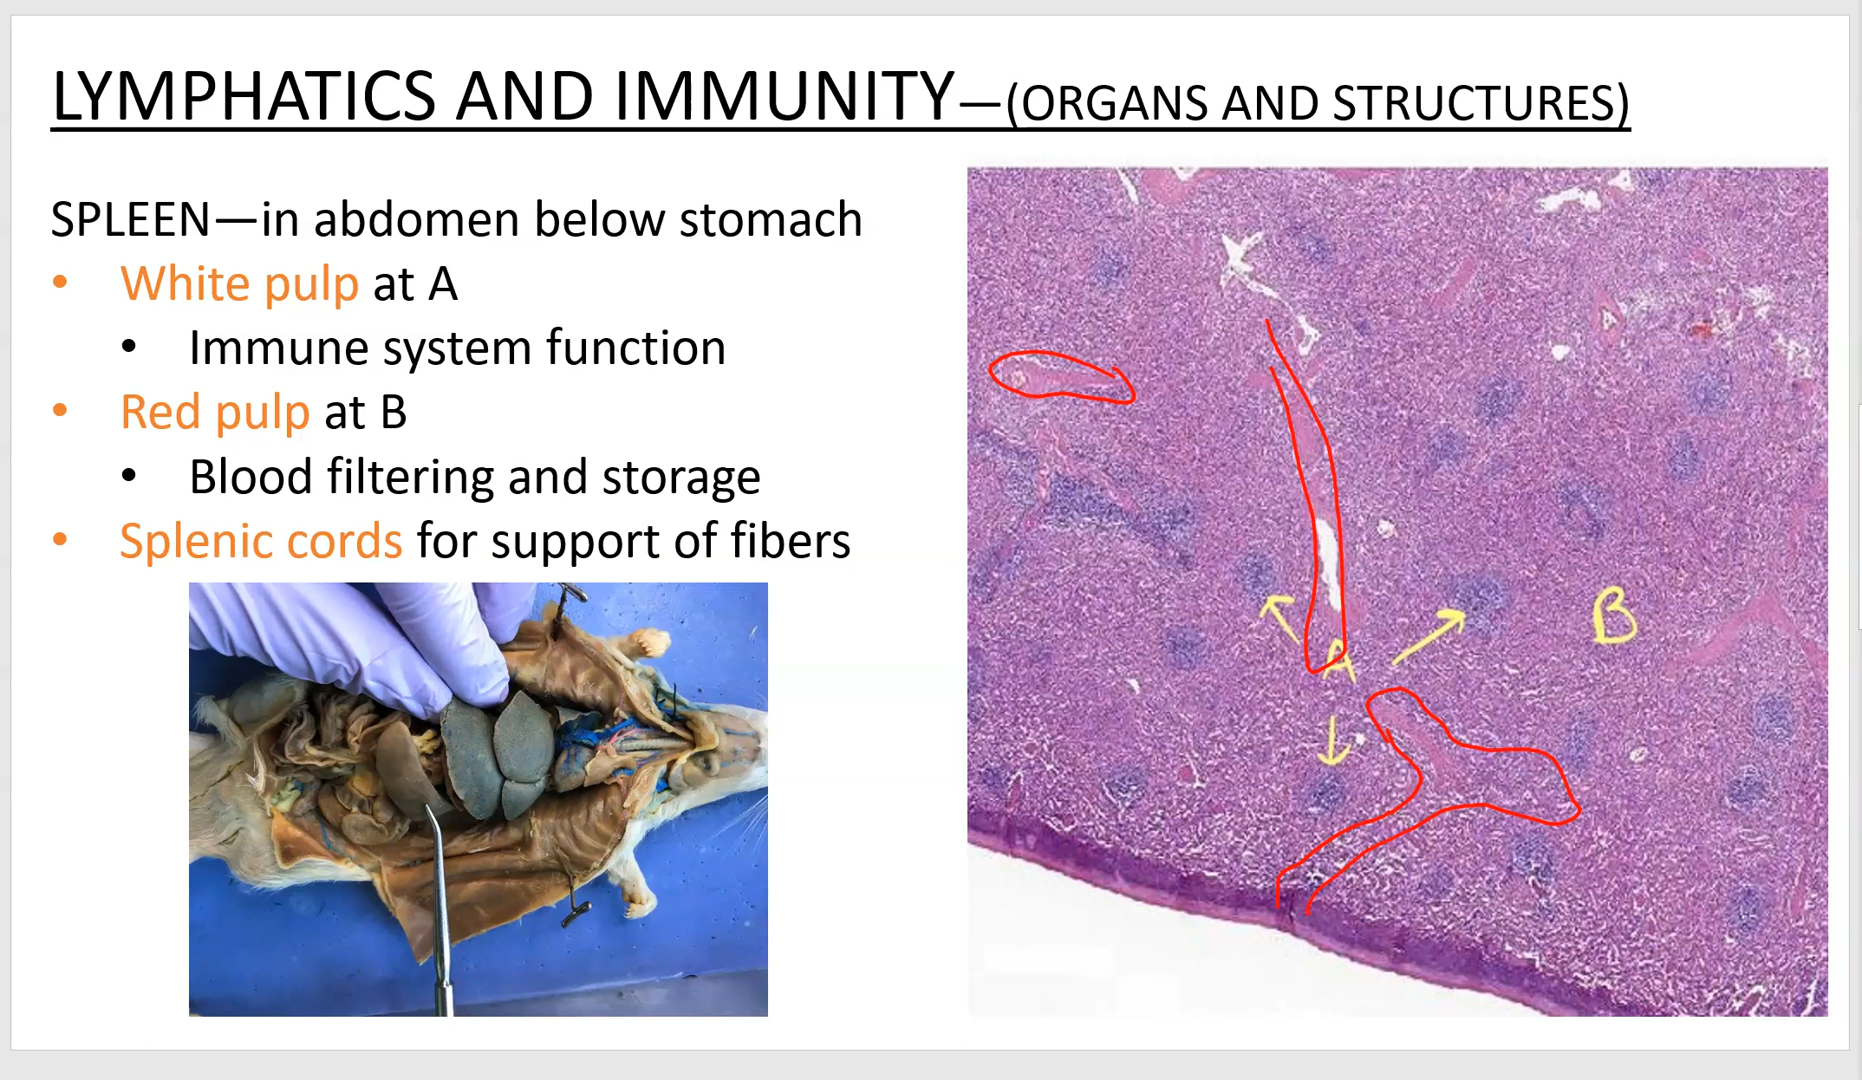 LYMPHATICS AND IMMUNITY—(ORGANS AND STRUCTURES)
SPLEEN—in abdomen below stomach
• White pulp at A
• Immune system function
• Red pulp at B
• Blood filtering and storage
• Splenic cords for support of fibers
B
A